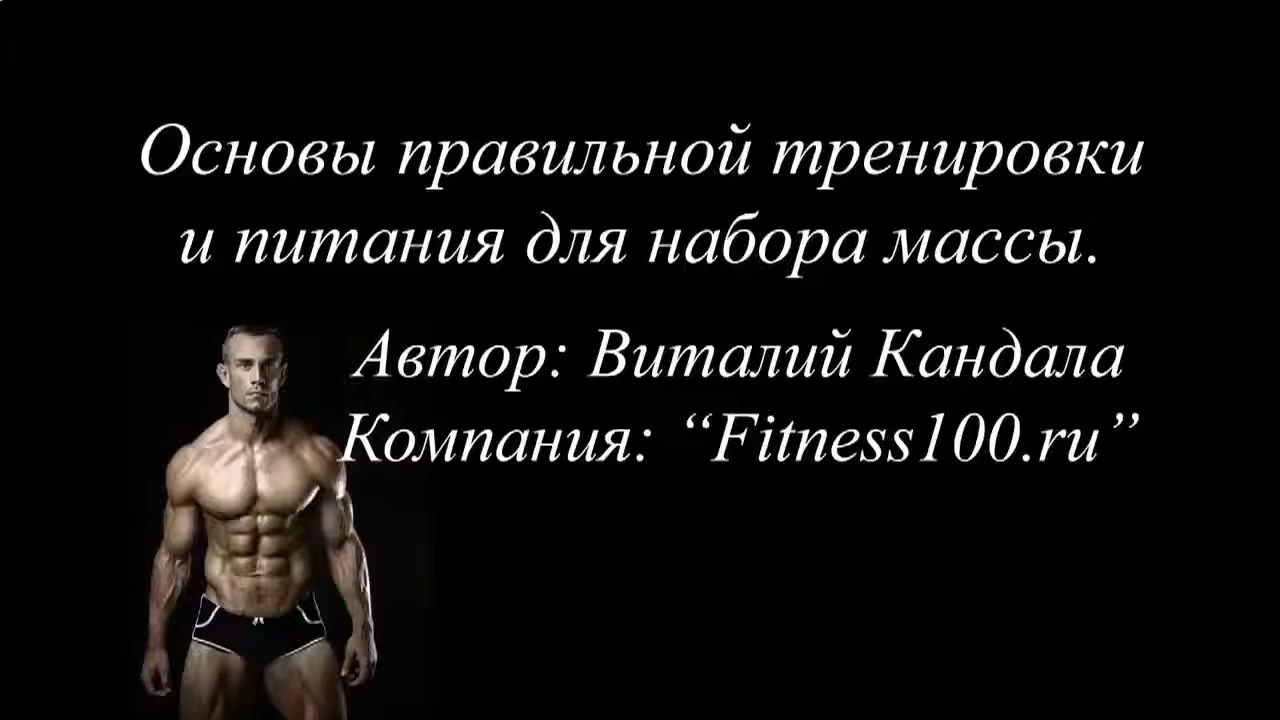 Основы правильной тренировки
и питания для набора массы.
Автор: Виталий Кандала
Компания: “Fitness100.ru”